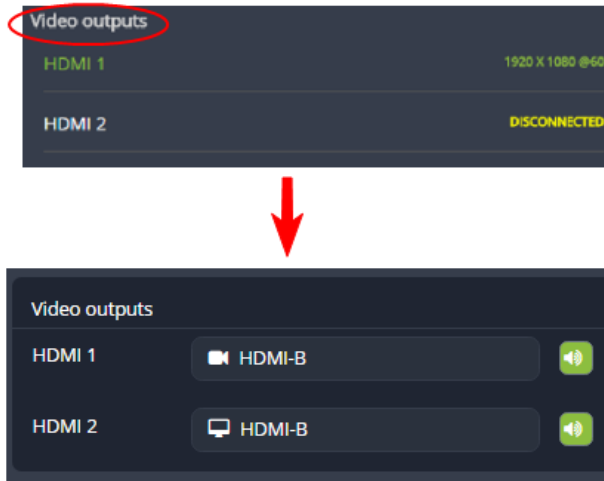 Video outputs
HDMI 1 1920 X 1080 @60
HDMI 2 DISCONNECTED
Video outputs
HDMI 1 HDMI-B
HDMI 2 HDMI-B